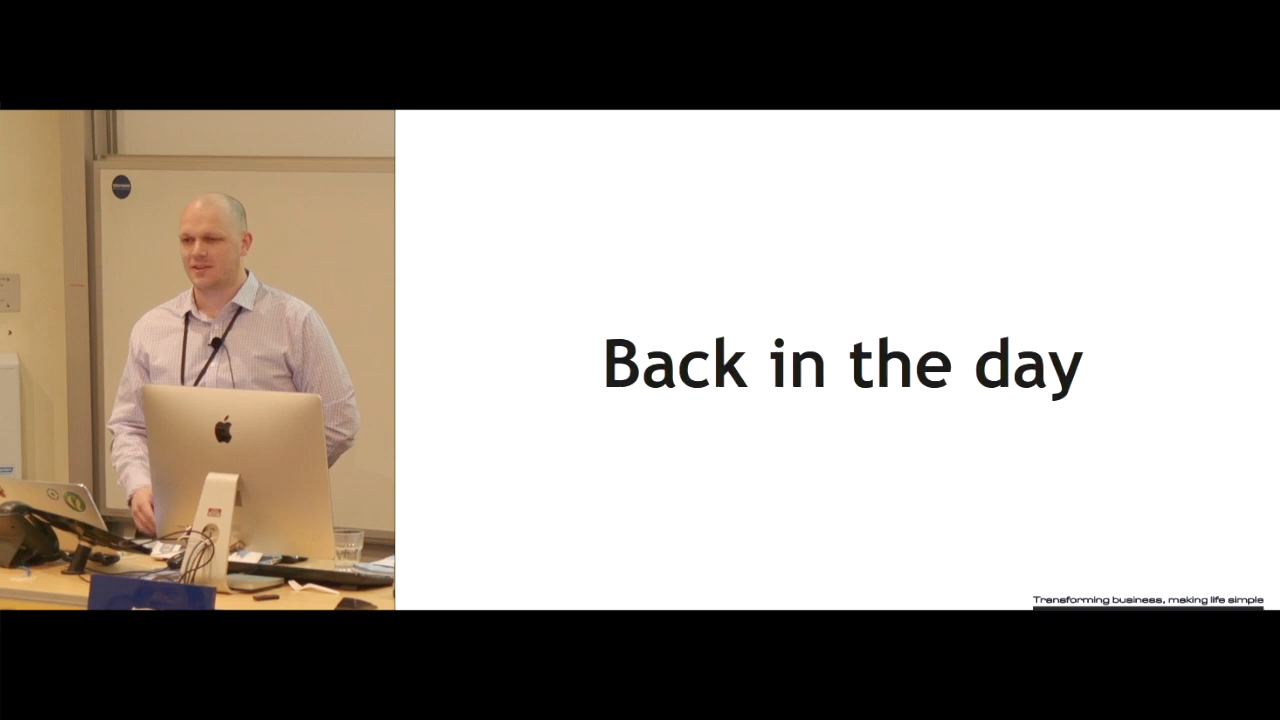 Back in the day
Transforming business, making life simple